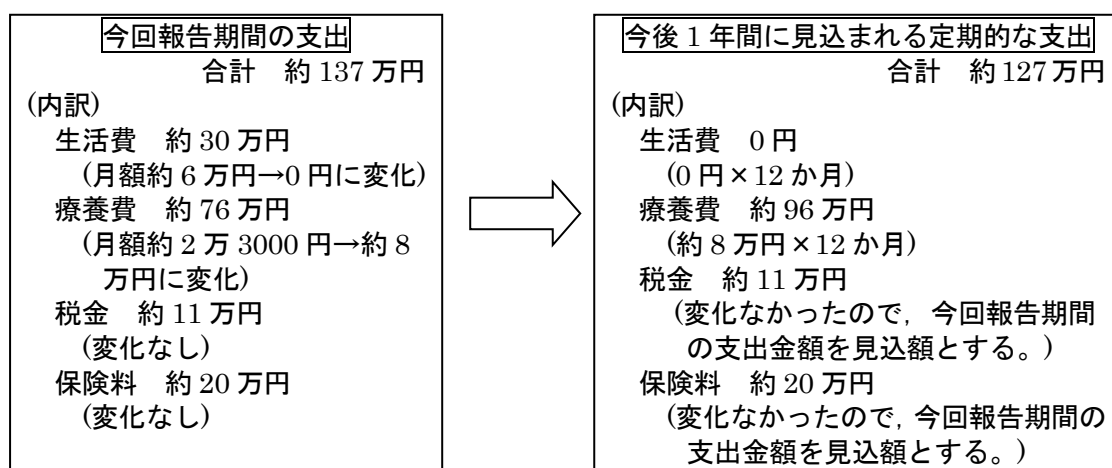 今回報告期間の支出
合計　約 137 万円
(内訳)
生活費　約 30 万円
(月額約 6 万円→0 円に変化)
療養費　約 76 万円
(月額約 2 万 3000 円→約 8
万円に変化)
税金　約 11 万円
(変化なし)
保険料　約 20 万円
(変化なし)
今後 1 年間に見込まれる定期的な支出
合計　約 127 万円
(内訳)
生活費　0 円
(0 円×12 か月)
療養費　約 96 万円
(約 8 万円×12 か月)
税金　約 11 万円
(変化なかったので，今回報告期間
の支出金額を見込額とする。)
保険料　約 20 万円
(変化なかったので，今回報告期間の
支出金額を見込額とする。)